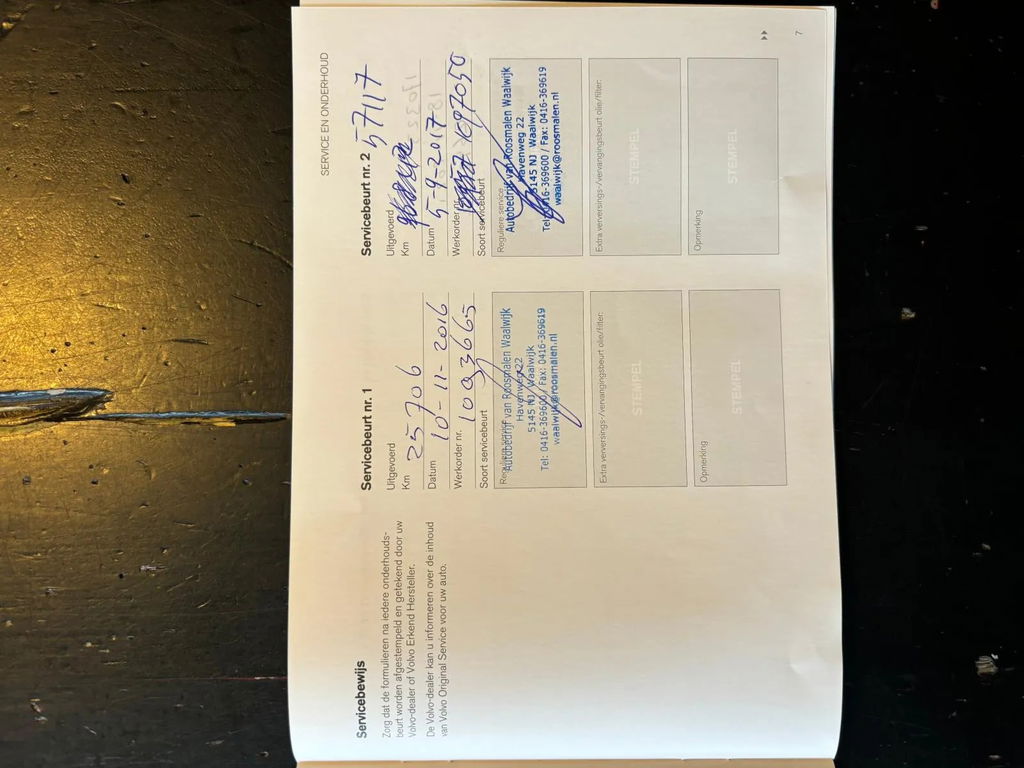 SERVICE EN ONDERHOUD
Servicebewijs
Zorg dat de formulieren na iedere onderhouds-
beurt worden afgestempeld en getekend door uw
Volvo-dealer of Volvo Erkend Hersteller.
De Volvo-dealer kan u informeren over de inhoud
van Volvo Original Service voor uw auto.
Servicebeurt nr. 1
Uitgevoerd
Km 25706
Datum 10-11-2016
Werkorder nr. 1093665
Soort servicebeurt
Reguliere service
Autobedrijf van Roosmalen Waalwijk
Havenweg 22
5145 NJ Waalwijk
Tel: 0416-369600/ Fax: 0416-369619
waalwijk@roosmalen.nl
Extra verversings-/vervangingsbeurt olie/filter:
STEMPEL
Opmerking
STEMPEL
Servicebeurt nr. 2
Uitgevoerd
Km 57117
Datum 5-9-2017
Werkorder nr. 1097050
Soort servicebeurt
Reguliere service
Autobedrijf van Roosmalen Waalwijk
Havenweg 22
5145 NJ Waalwijk
Tel: 0416-369600 / Fax: 0416-369619
waalwijk@roosmalen.nl
Extra verversings-/vervangingsbeurt olie/filter:
STEMPEL
Opmerking
STEMPEL
7